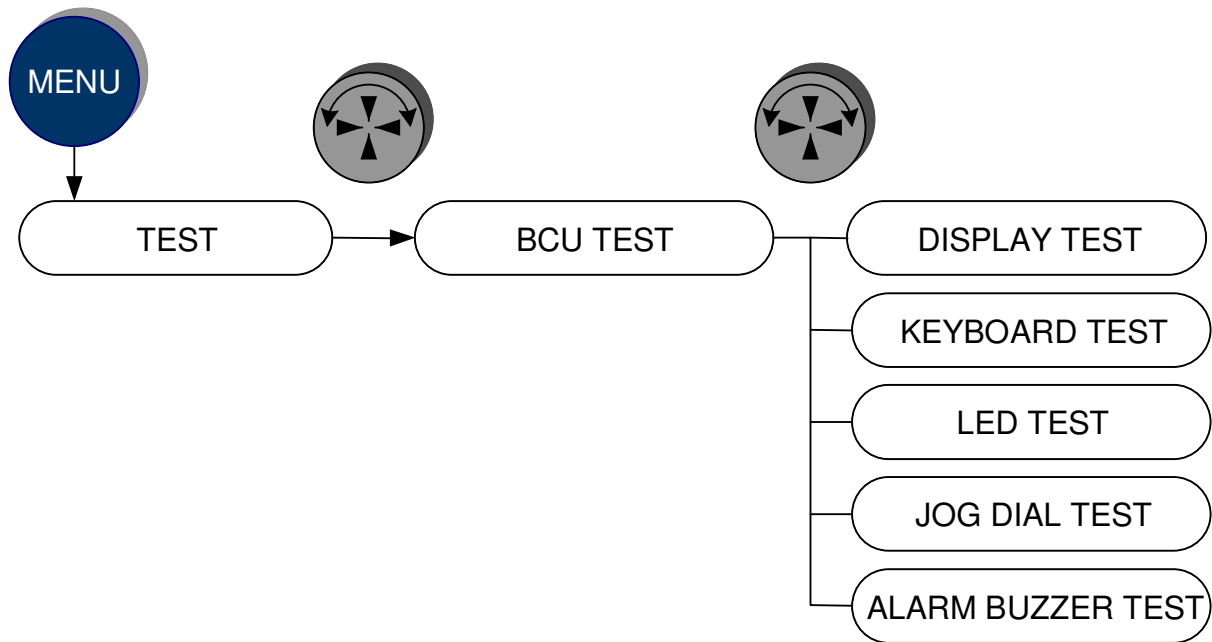 MENU
TEST
BCU TEST
DISPLAY TEST
KEYBOARD TEST
LED TEST
JOG DIAL TEST
ALARM BUZZER TEST